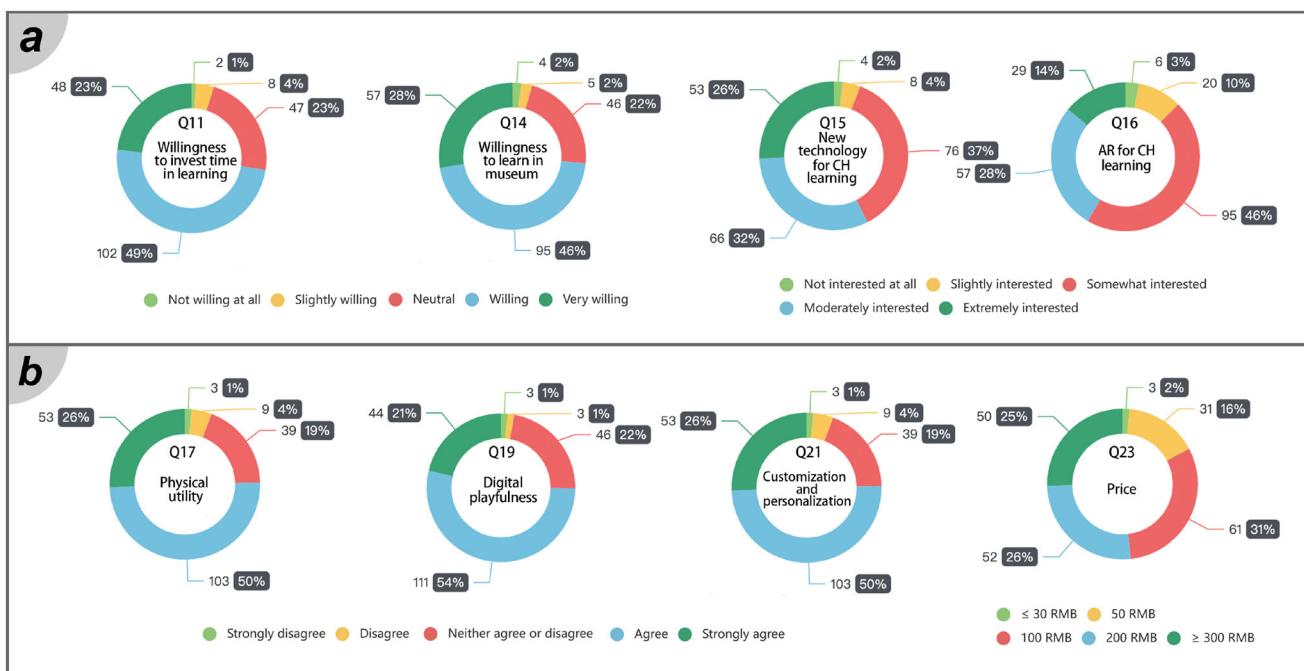 a
2 1%
8 4%
47 23%
102 49%
48 23%
Q11
Willingness
to invest time
in learning
4 2%
5 2%
46 22%
95 46%
57 28%
Q14
Willingness
to learn in
museum
Not willing at all
Slightly willing
Neutral
Willing
Very willing
4 2%
8 4%
76 37%
66 32%
53 26%
Q15
New
technology
for CH
learning
6 3%
20 10%
95 46%
57 28%
29 14%
Q16
AR for CH
learning
Not interested at all
Slightly interested
Somewhat interested
Moderately interested
Extremely interested
b
3 1%
9 4%
39 19%
103 50%
53 26%
Q17
Physical
utility
3 1%
3 1%
46 22%
111 54%
44 21%
Q19
Digital
playfulness
3 1%
9 4%
39 19%
103 50%
53 26%
Q21
Customization
and
personalization
Strongly disagree
Disagree
Neither agree or disagree
Agree
Strongly agree
3 2%
31 16%
61 31%
52 26%
50 25%
Q23
Price
≤ 30 RMB
50 RMB
100 RMB
200 RMB
≥ 300 RMB